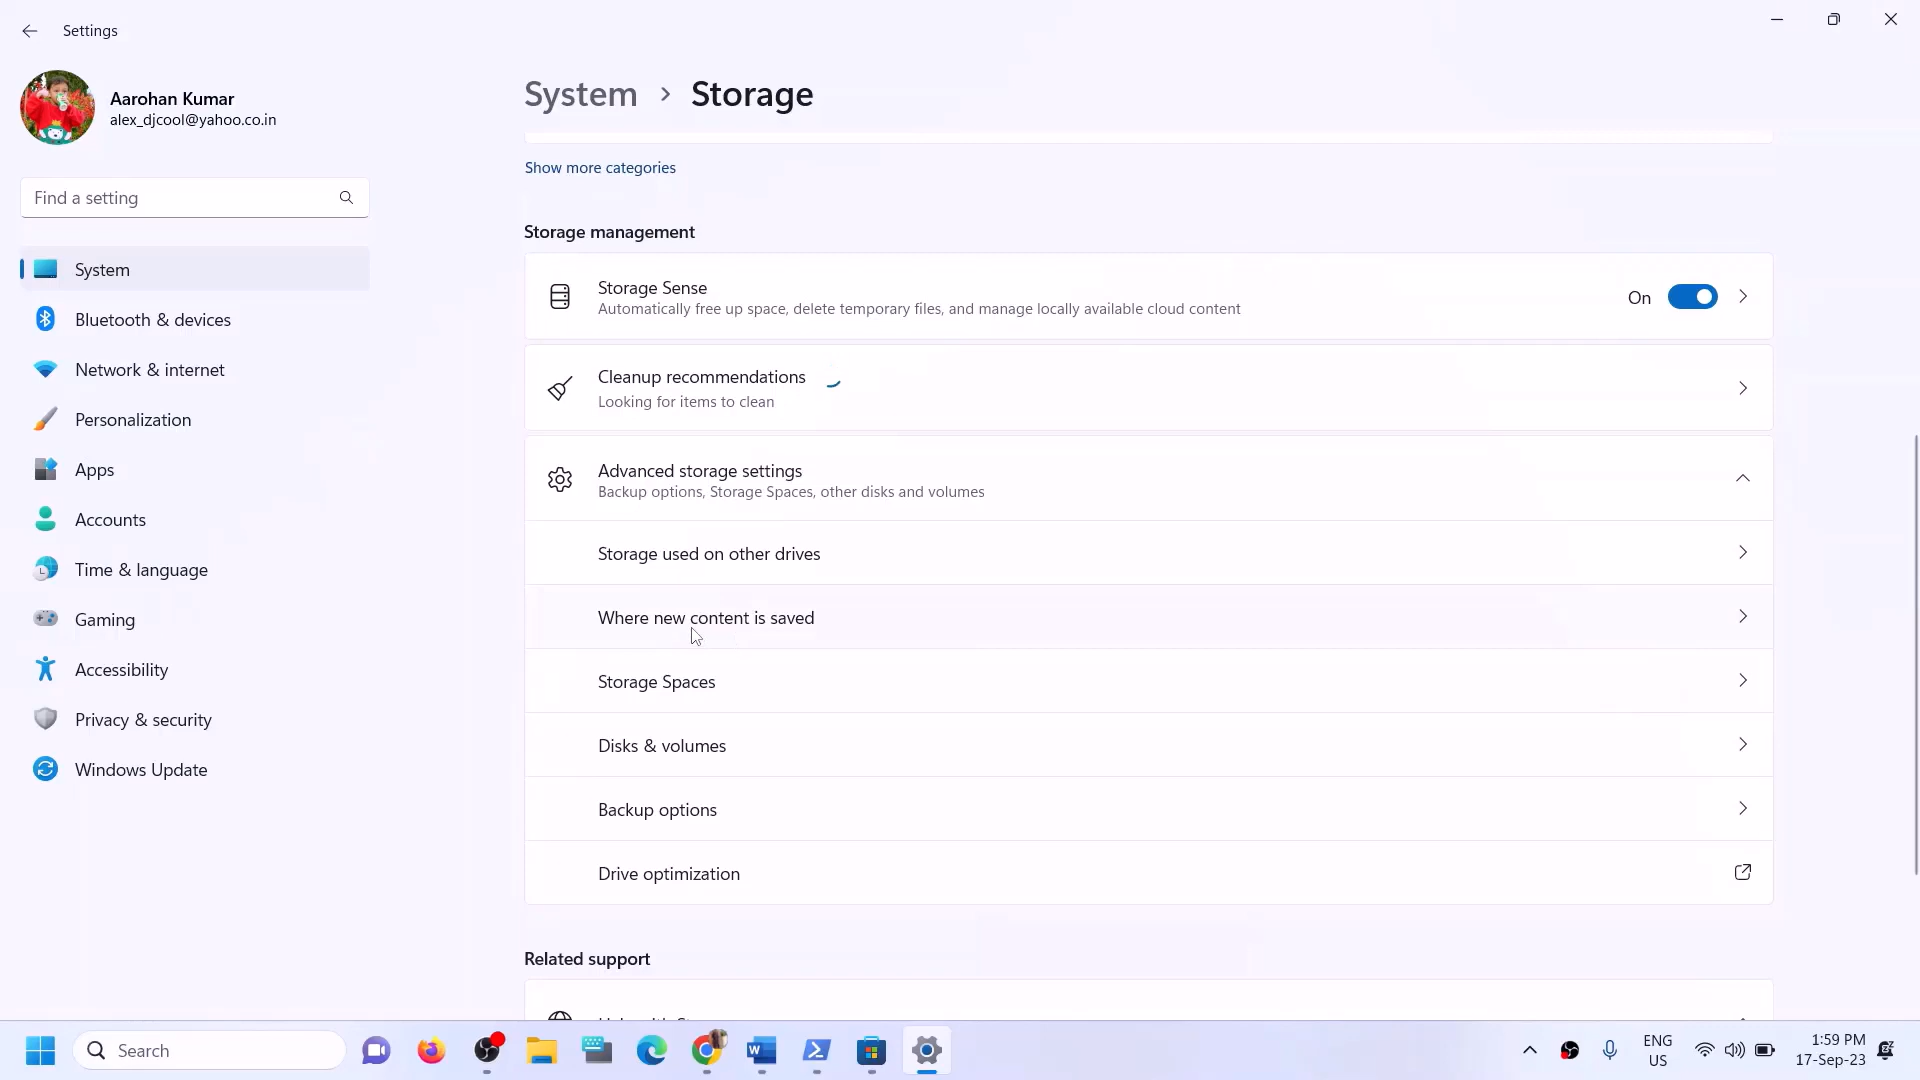 Settings
Aarohan Kumar
alex_djcool@yahoo.co.in
Find a setting
System
Bluetooth & devices
Network & internet
Personalization
Apps
Accounts
Time & language
Gaming
Accessibility
Privacy & security
Windows Update
System > Storage
Show more categories
Storage management
Storage Sense
Automatically free up space, delete temporary files, and manage locally available cloud content
On
Cleanup recommendations
Looking for items to clean
Advanced storage settings
Backup options, Storage Spaces, other disks and volumes
Storage used on other drives
Where new content is saved
Storage Spaces
Disks & volumes
Backup options
Drive optimization
Related support
Search
ENG
US
1:59 PM
17-Sep-23